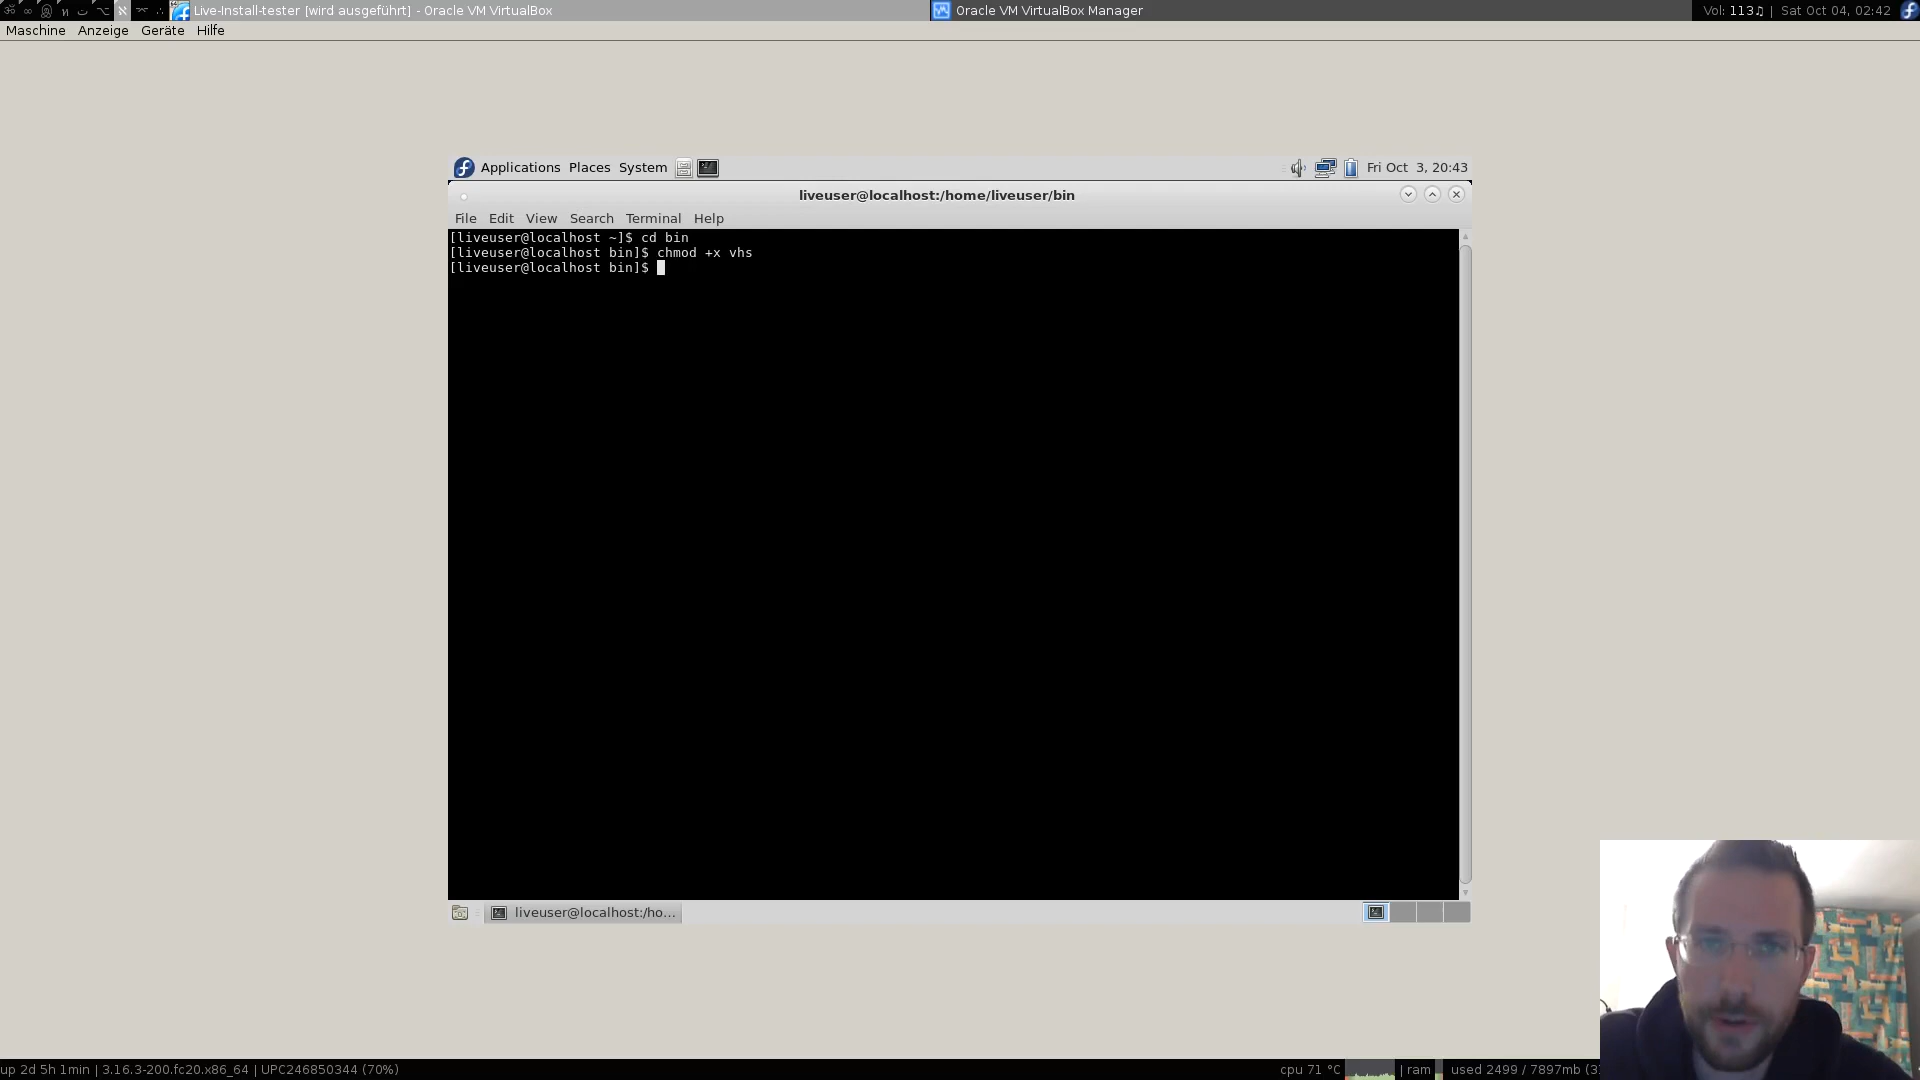 Live-Install-tester [wird ausgeführt] - Oracle VM VirtualBox
Oracle VM VirtualBox Manager
Vol: 113♫ | Sat Oct 04, 02:42
Maschine Anzeige Geräte Hilfe
Applications Places System
Fri Oct 3, 20:43
liveuser@localhost:/home/liveuser/bin
File Edit View Search Terminal Help
[liveuser@localhost ~]$ cd bin
[liveuser@localhost bin]$ chmod +x vhs
[liveuser@localhost bin]$
liveuser@localhost:/ho...
up 2d 5h 1min | 3.16.3-200.fc20.x86_64 | UPC246850344 (70%)
cpu 71 °C | ram used 2499 / 7897mb